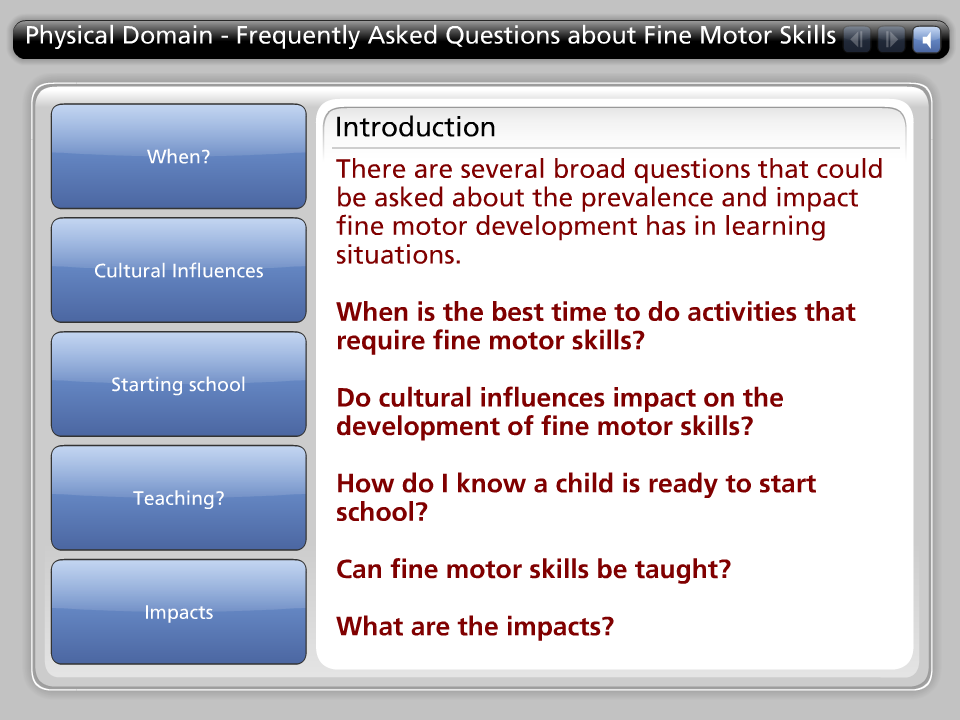 Physical Domain - Frequently Asked Questions about Fine Motor Skills
When?
Cultural Influences
Starting school
Teaching?
Impacts
Introduction
There are several broad questions that could
be asked about the prevalence and impact
fine motor development has in learning
situations.
When is the best time to do activities that
require fine motor skills?
Do cultural influences impact on the
development of fine motor skills?
How do I know a child is ready to start
school?
Can fine motor skills be taught?
What are the impacts?